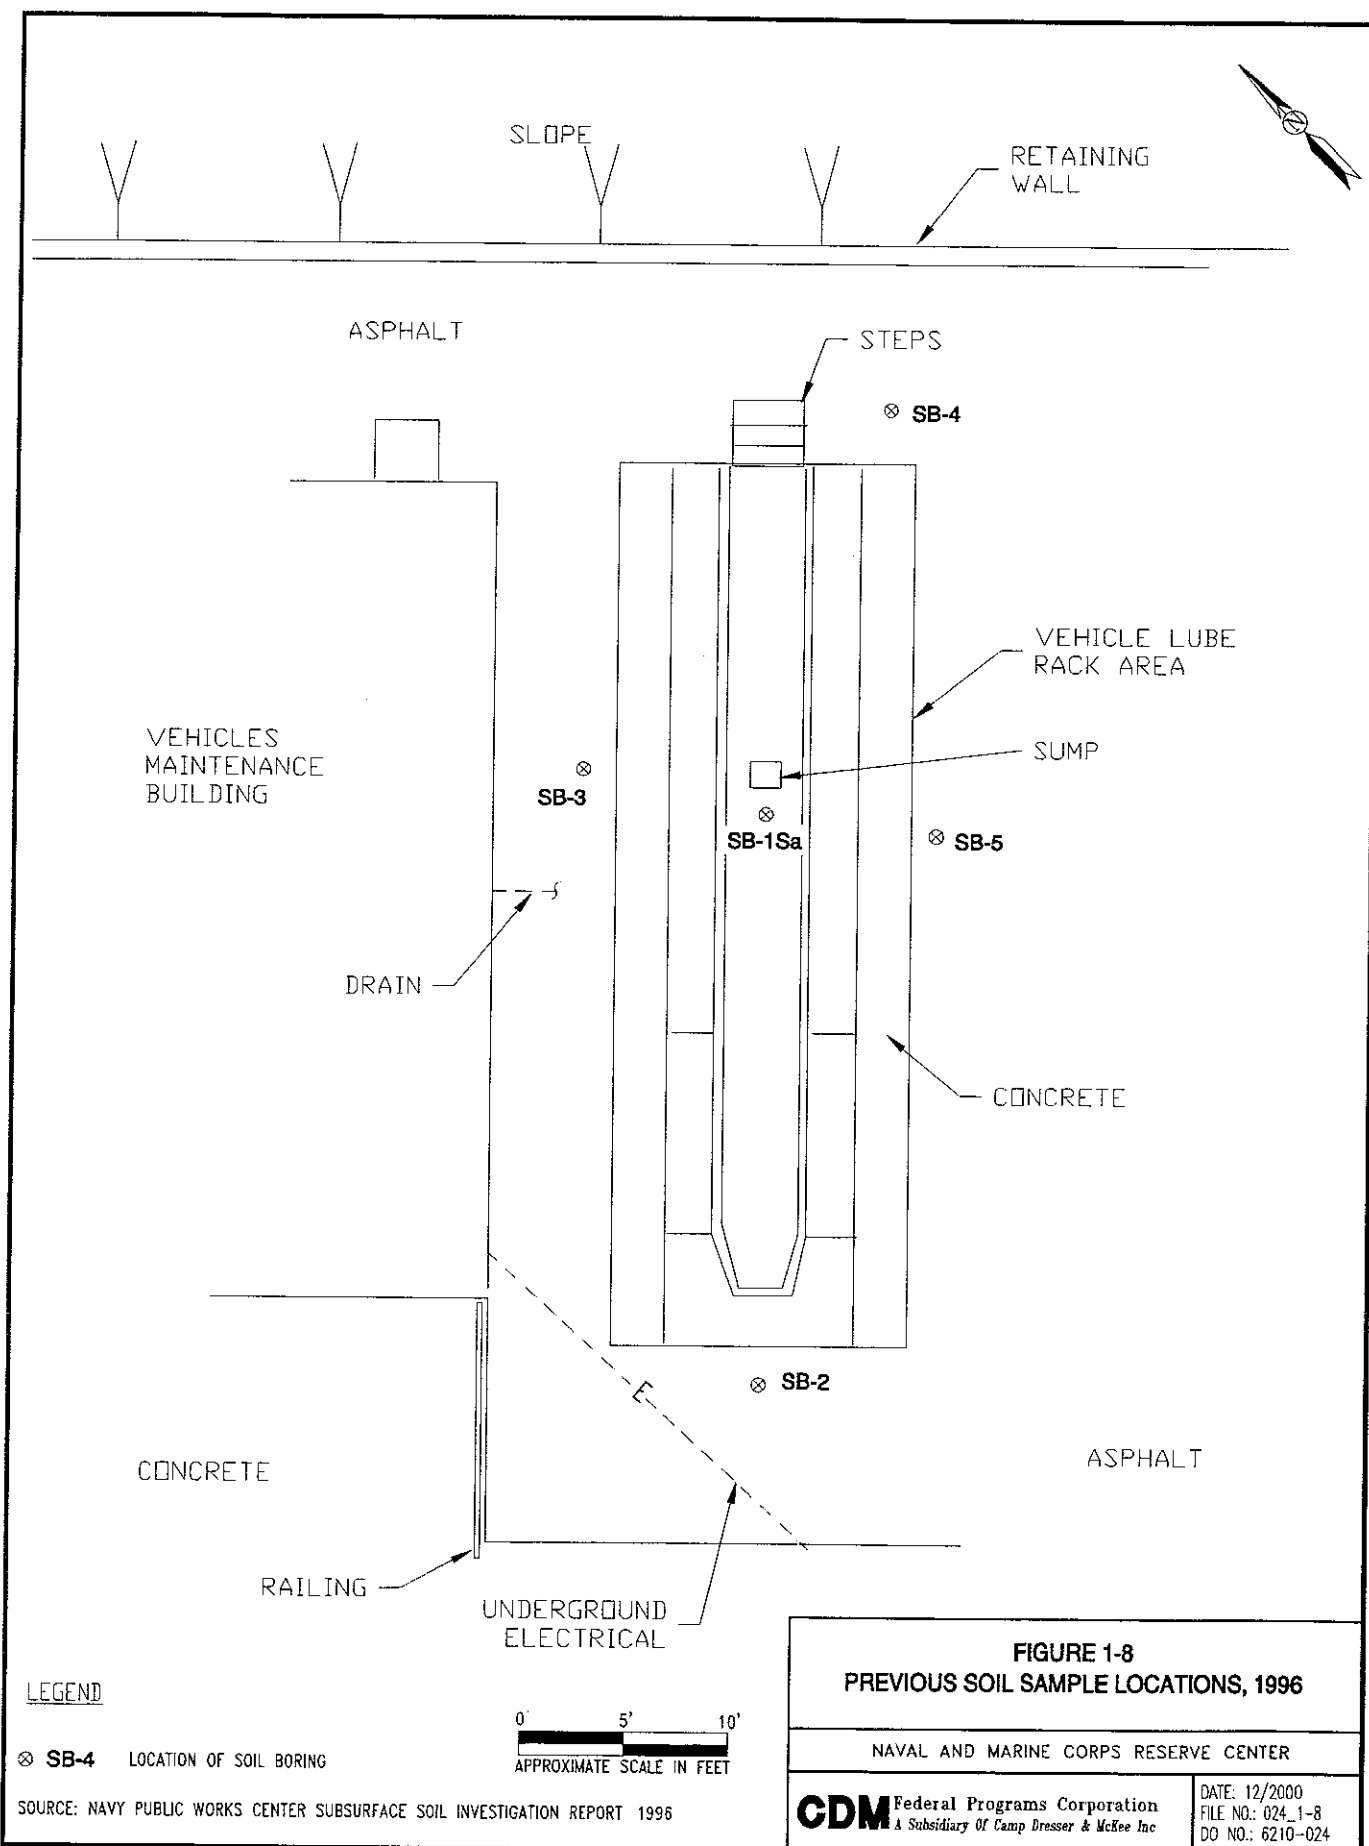 SLOPE
N
RETAINING
WALL
ASPHALT
STEPS
SB-4
VEHICLE LUBE
RACK AREA
VEHICLES
MAINTENANCE
BUILDING
SUMP
SB-3
SB-1Sa
SB-5
DRAIN
CONCRETE
E
SB-2
CONCRETE
ASPHALT
RAILING
UNDERGROUND
ELECTRICAL
FIGURE 1-8
PREVIOUS SOIL SAMPLE LOCATIONS, 1996
LEGEND
0' 5' 10'
APPROXIMATE SCALE IN FEET
SB-4 LOCATION OF SOIL BORING
NAVAL AND MARINE CORPS RESERVE CENTER
SOURCE: NAVY PUBLIC WORKS CENTER SUBSURFACE SOIL INVESTIGATION REPORT 1996
CDM Federal Programs Corporation
A Subsidiary Of Camp Dresser & McKee Inc
DATE: 12/2000
FILE NO.: 024_1-8
DO NO.: 6210-024